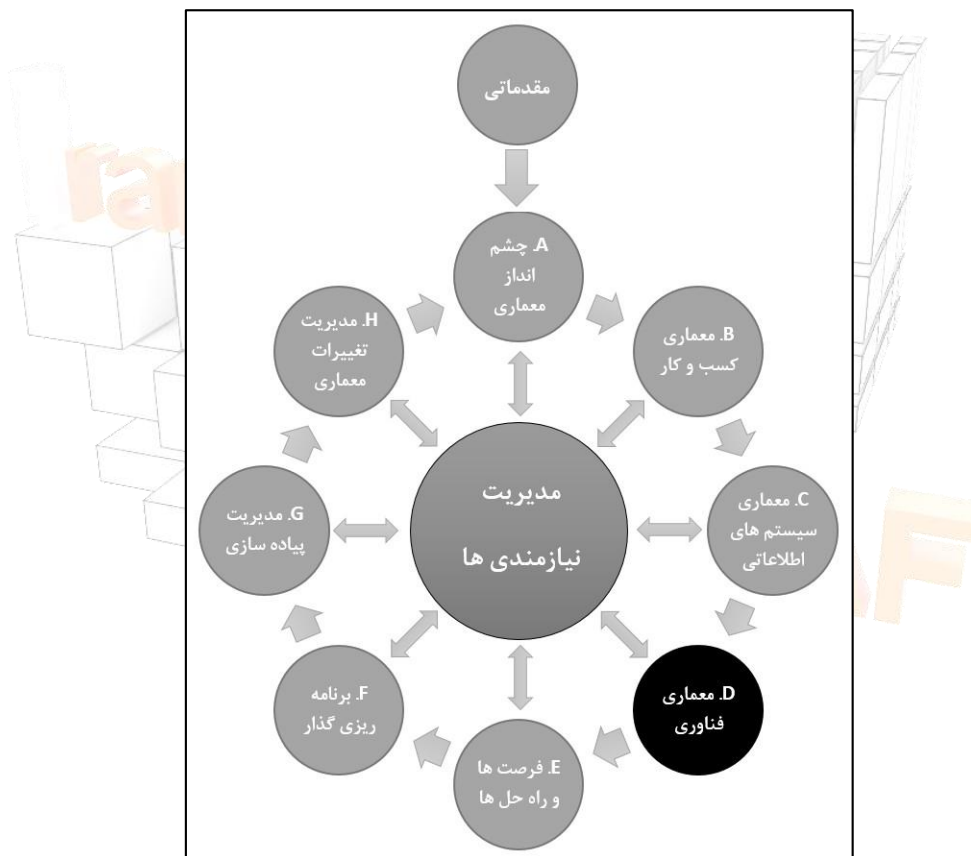 مقدماتی
A. چشم
انداز
معماری
B. معماری
کسب و کار
C. معماری
سیستم های
اطلاعاتی
D. معماری
فناوری
E. فرصت ها
و راه حل ها
F. برنامه
ریزی گذار
G. مدیریت
پیاده سازی
H. مدیریت
تغییرات
معماری
مدیریت
نیازمندی ها